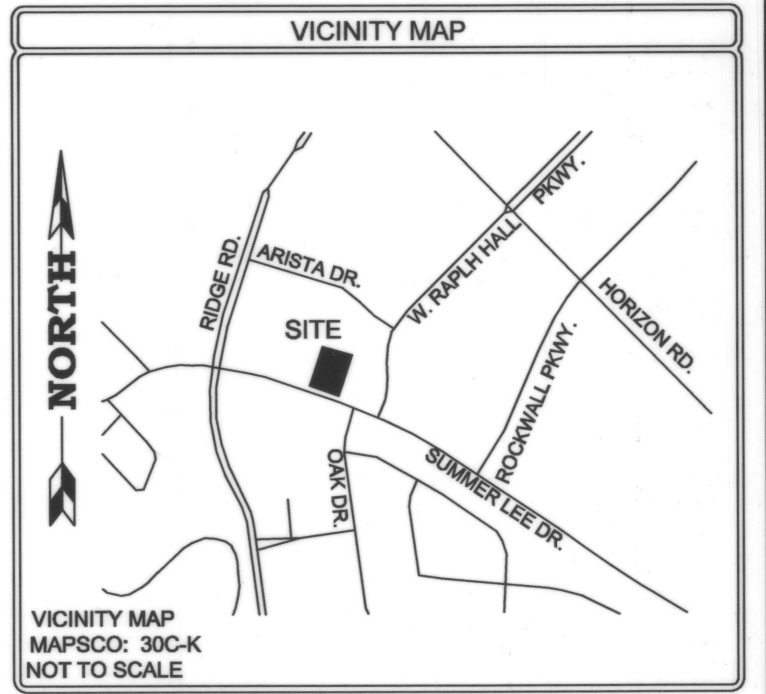 VICINITY MAP
RIDGE RD.
ARISTA DR.
W. RAPLH HALL
PKWY.
NORTH
SITE
HORIZON RD.
ROCKWALL PKWY.
OAK DR.
SUMMER LEE DR.
VICINITY MAP
MAPSCO: 30C-K
NOT TO SCALE